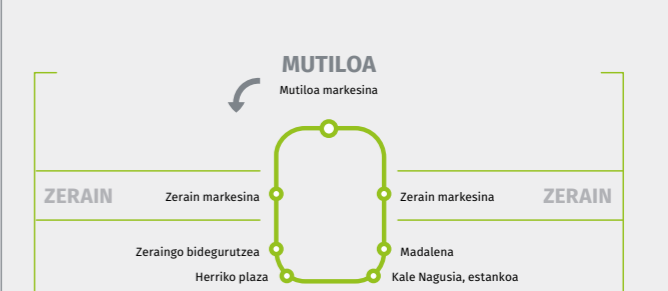 MUTILOA
Mutiloa markesina
ZERAIN Zerain markesina Zerain markesina ZERAIN
Zeraingo bidegurutzea Madalena
Herriko plaza Kale Nagusia, estankoa